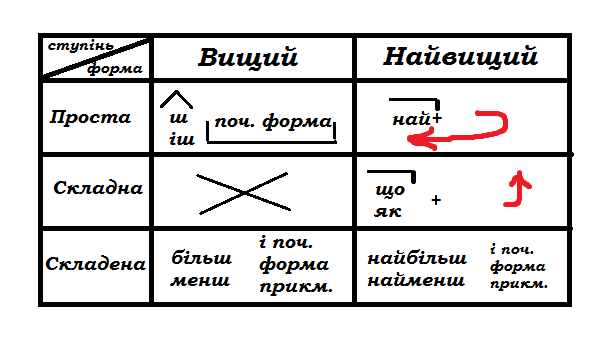 ступінь
форма
Вищий
Найвищий
Проста
ш
іш
поч. форма
най+
Складна
що
як
+
Складена
більш
менш
і поч.
форма
прикм.
найбільш
найменш
і поч.
форма
прикм.